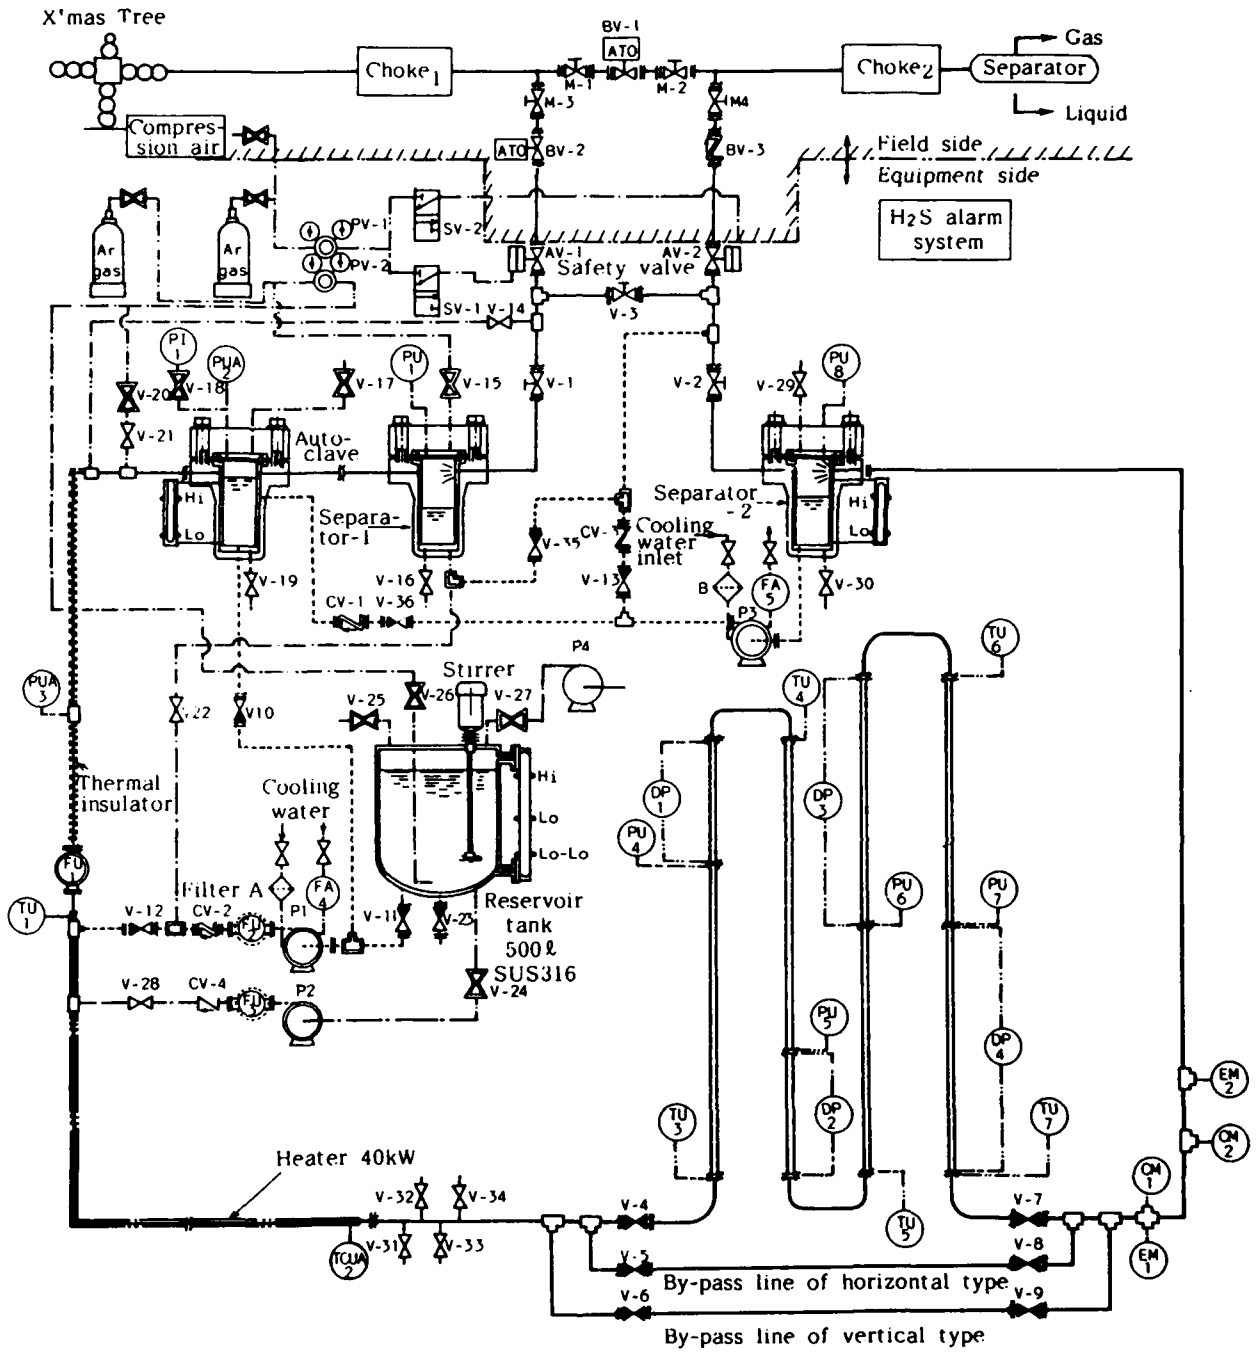 X'mas Tree
BV-1
ATO
Gas
Choke1
Choke2
Separator
M-1
M-2
M-3
M4
Liquid
Compres-
sion air
ATO
BV-2
BV-3
Field side
Equipment side
H2S alarm
system
Ar
gas
Ar
gas
PV-1
PV-2
SV-2
SV-1
AV-1
AV-2
Safety valve
V-14
V-3
PI
1
PUA
2
PU
1
PU
8
V-20
V-18
V-17
V-15
V-1
V-2
V-29
V-21
Auto-
clave
Hi
Lo
Separa-
tor-1
Separator
-2
Hi
Lo
CV-
Cooling
water
inlet
V-35
V-19
V-16
V-13
V-30
B
FA
5
CV-1
V-36
P3
P4
Stirrer
PUA
3
V22
V10
V-25
V-26
V-27
TU
4
TU
6
Thermal
insulator
Cooling
water
Hi
Lo
Lo-Lo
DP
1
DP
3
PU
4
FU
1
Filter A
FA
4
Reservoir
tank
500ℓ
SUS316
TU
1
V-12
CV-2
FU
2
P1
V-11
V-23
PU
6
PU
7
V-28
CV-4
FU
3
P2
V-24
PU
5
DP
4
EM
2
TU
3
DP
2
TU
7
CM
2
Heater 40kW
CM
1
V-32
V-34
V-4
TU
5
V-7
V-31
V-33
TCUA
2
V-5
V-8
EM
1
By-pass line of horizontal type
V-6
V-9
By-pass line of vertical type